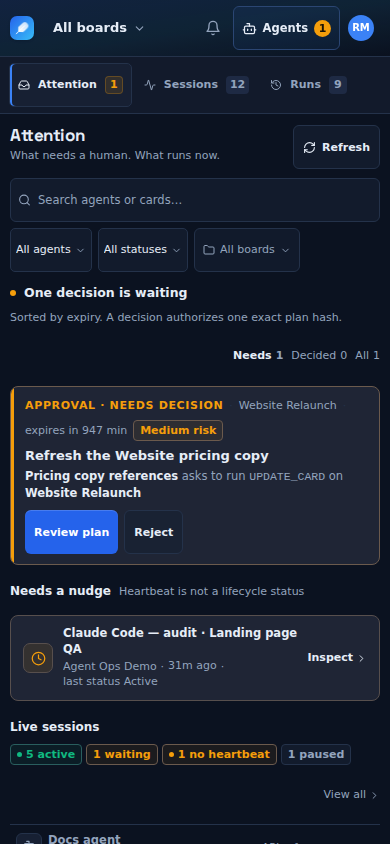 All boards
Agents 1
RM
Attention 1
Sessions 12
Runs 9
Attention
What needs a human. What runs now.
Refresh
Search agents or cards…
All agents
All statuses
All boards
One decision is waiting
Sorted by expiry. A decision authorizes one exact plan hash.
Needs 1 Decided 0 All 1
APPROVAL · NEEDS DECISION Website Relaunch
expires in 947 min Medium risk
Refresh the Website pricing copy
Pricing copy references asks to run UPDATE_CARD on
Website Relaunch
Review plan
Reject
Needs a nudge Heartbeat is not a lifecycle status
Claude Code — audit · Landing page
QA
Agent Ops Demo · 31m ago ·
last status Active
Inspect
Live sessions
5 active
1 waiting
1 no heartbeat
1 paused
View all
Docs agent